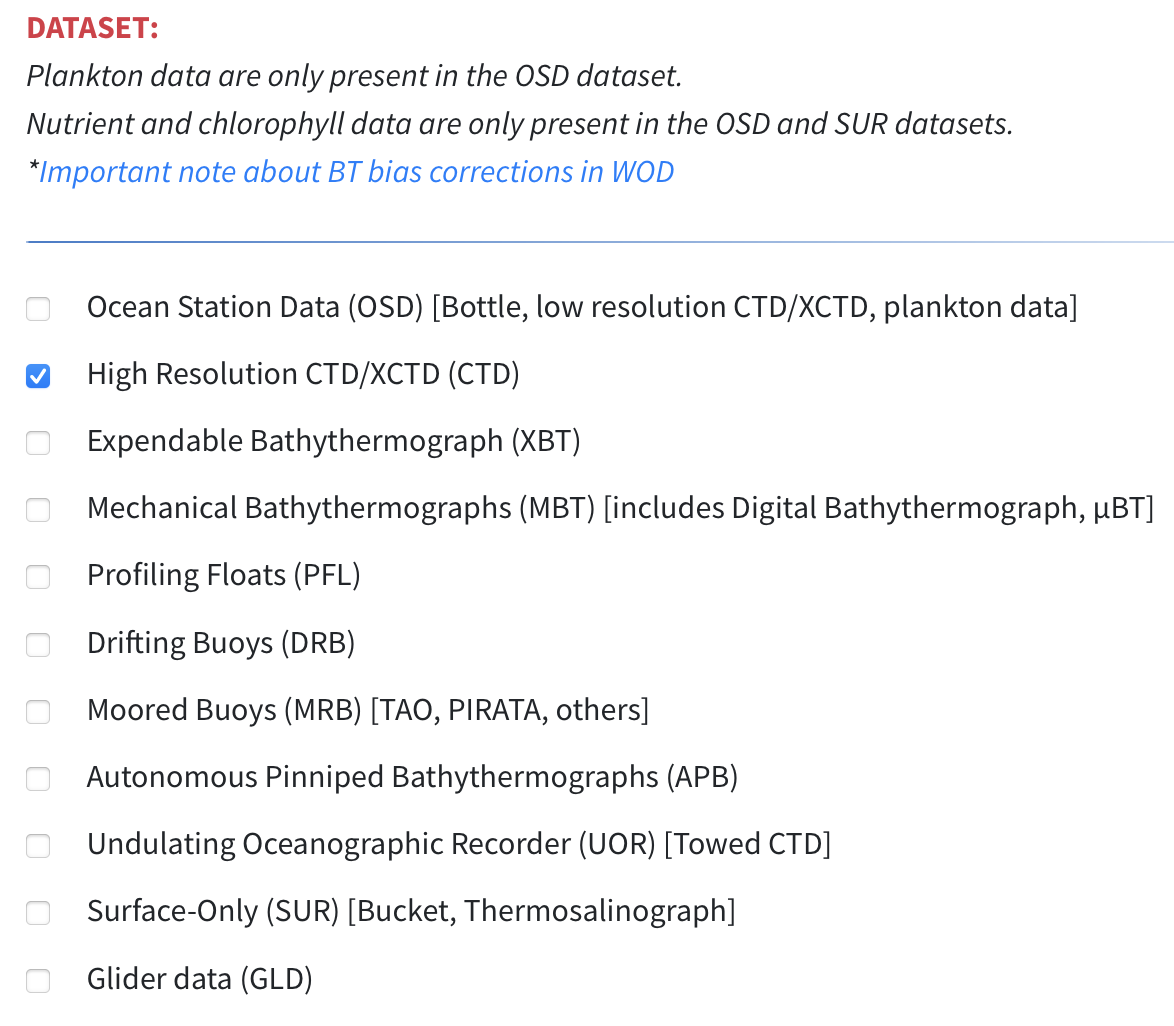 DATASET:
Plankton data are only present in the OSD dataset.
Nutrient and chlorophyll data are only present in the OSD and SUR datasets.
*Important note about BT bias corrections in WOD
Ocean Station Data (OSD) [Bottle, low resolution CTD/XCTD, plankton data]
High Resolution CTD/XCTD (CTD)
Expendable Bathythermograph (XBT)
Mechanical Bathythermographs (MBT) [includes Digital Bathythermograph, µBT]
Profiling Floats (PFL)
Drifting Buoys (DRB)
Moored Buoys (MRB) [TAO, PIRATA, others]
Autonomous Pinniped Bathythermographs (APB)
Undulating Oceanographic Recorder (UOR) [Towed CTD]
Surface-Only (SUR) [Bucket, Thermosalinograph]
Glider data (GLD)